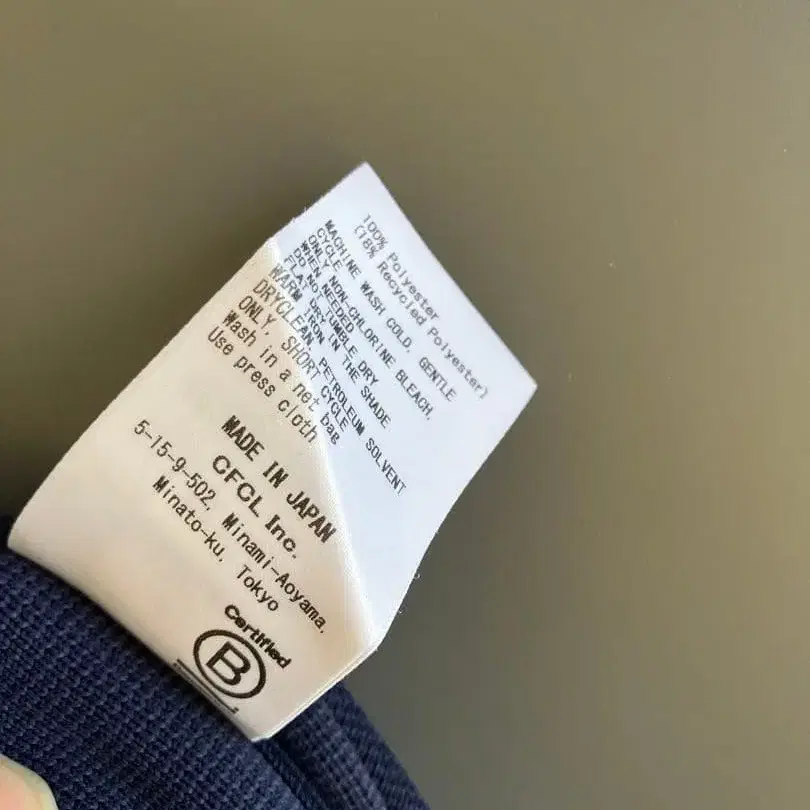 100% Polyester
(18% Recycled Polyester)
MACHINE WASH COLD, GENTLE
CYCLE
ONLY NON-CHLORINE BLEACH,
WHEN NEEDED
DO NOT TUMBLE DRY
FLAT DRY IN THE SHADE
WARM IRON
DRYCLEAN, PETROLEUM SOLVENT
ONLY, SHORT CYCLE
Wash in a net bag
Use press cloth
MADE IN JAPAN
CFCL Inc.
5-15-9-502, Minami-Aoyama,
Minato-ku, Tokyo
Certified
B